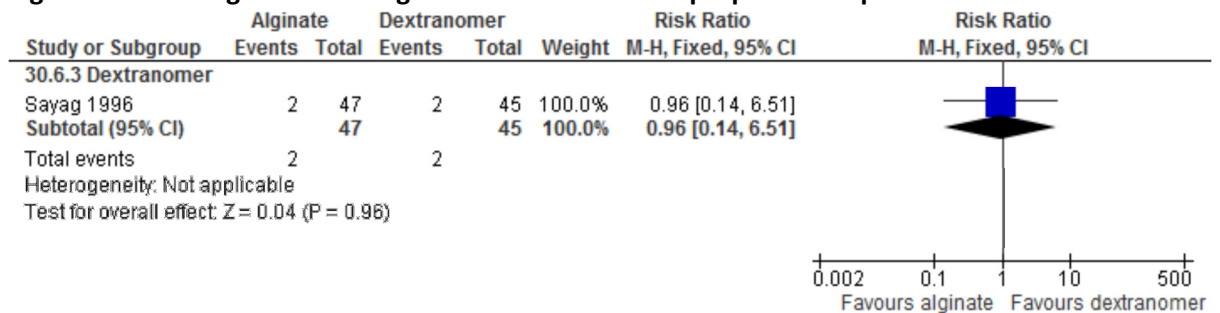 Alginate Dextranomer Risk Ratio Risk Ratio
Study or Subgroup Events Total Events Total Weight M-H, Fixed, 95% CI M-H, Fixed, 95% CI
30.6.3 Dextranomer
Sayag 1996 2 47 2 45 100.0% 0.96 [0.14, 6.51]
Subtotal (95% CI) 47 45 100.0% 0.96 [0.14, 6.51]
Total events 2 2
Heterogeneity: Not applicable
Test for overall effect: Z = 0.04 (P = 0.96)
0.002 0.1 1 10 500
Favours alginate Favours dextranomer